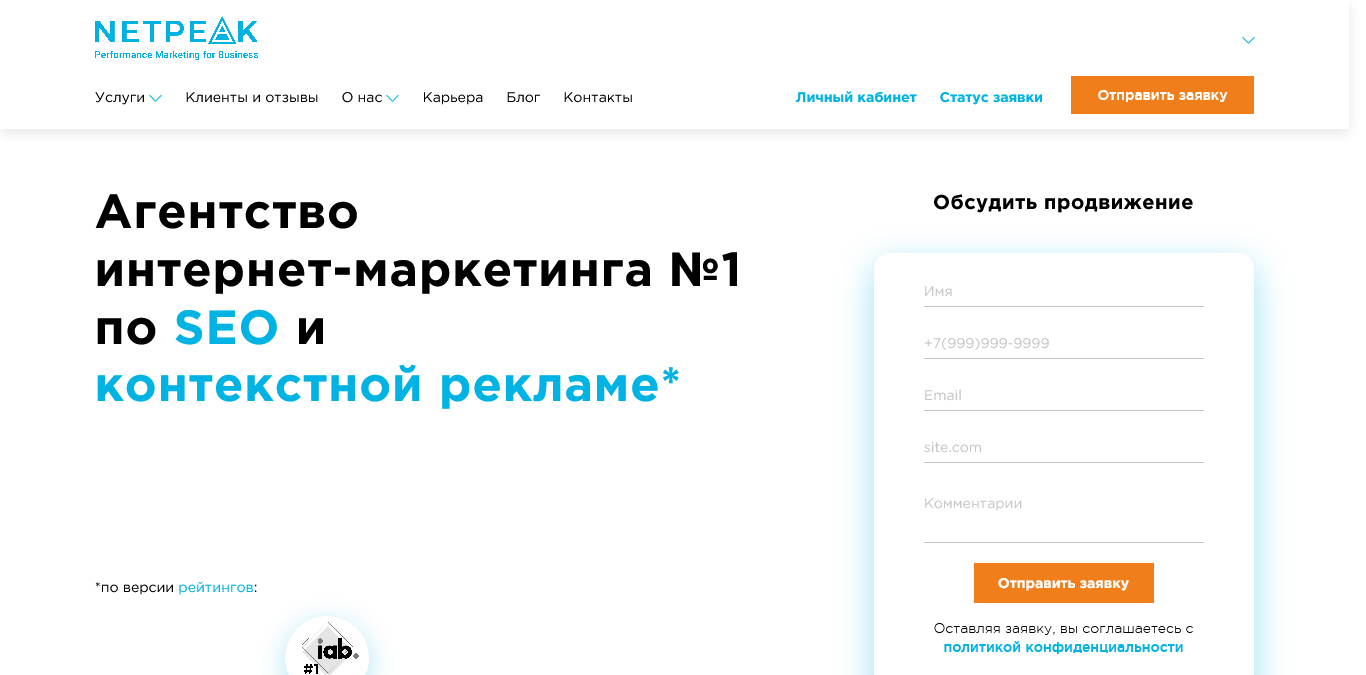 NETPEAK
Performance Marketing for Business
Услуги Клиенты и отзывы О нас Карьера Блог Контакты Личный кабинет Статус заявки Отправить заявку
Агентство
интернет-маркетинга №1
по SEO и
контекстной рекламе*
*по версии рейтингов:
iab.
#1
Обсудить продвижение
Имя
+7(999)999-9999
Email
site.com
Комментарии
Отправить заявку
Оставляя заявку, вы соглашаетесь с
политикой конфиденциальности